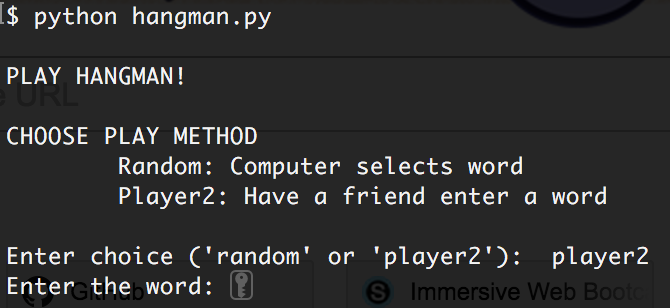 $ python hangman.py
PLAY HANGMAN!
e URL
CHOOSE PLAY METHOD
Random: Computer selects word
Player2: Have a friend enter a word
Enter choice ('random' or 'player2'):  player2
Enter the word:
GitHub
Immersive Web Bootc